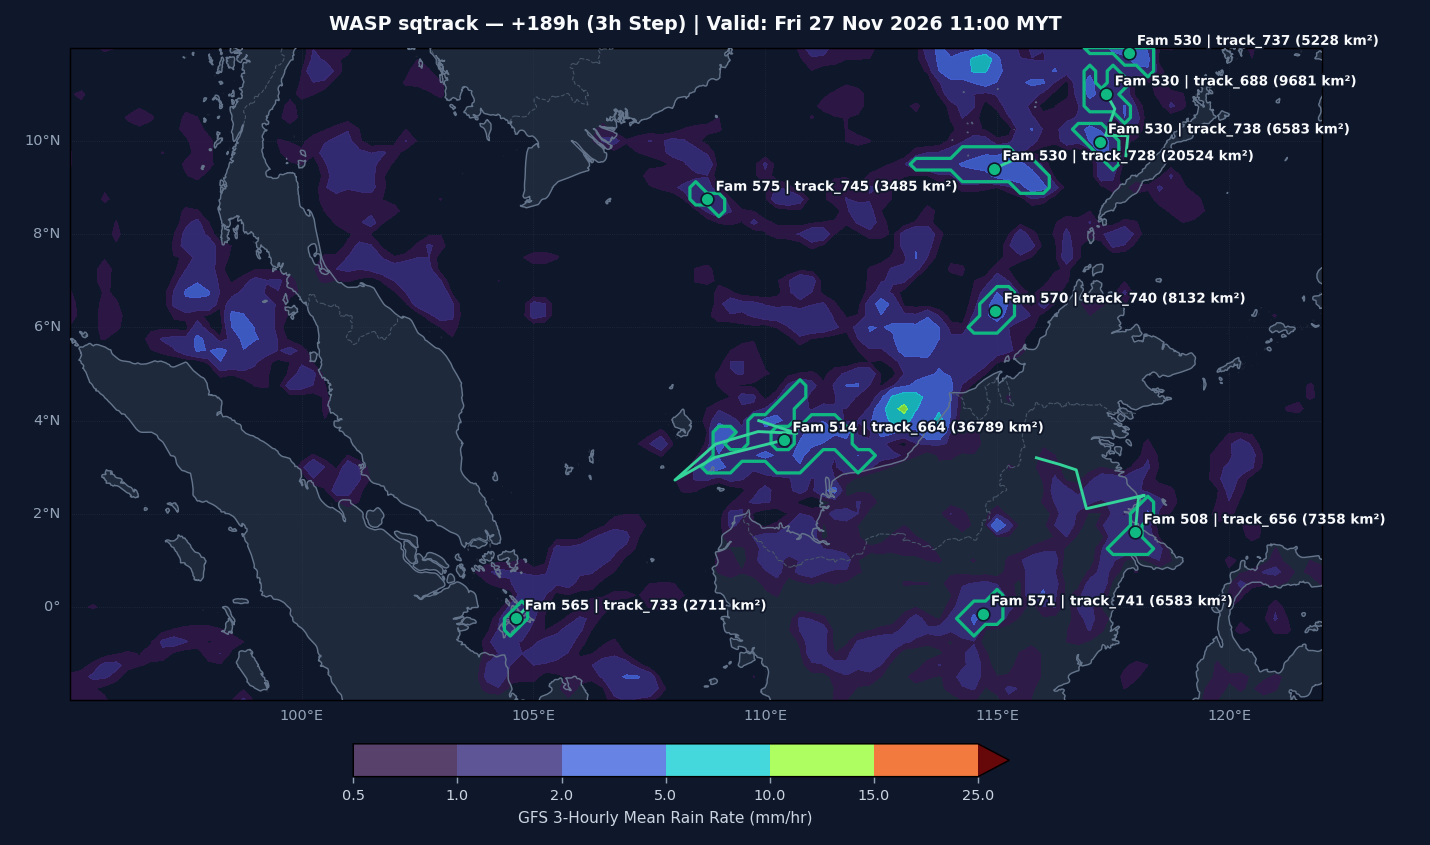 WASP sqtrack — +189h (3h Step) | Valid: Fri 27 Nov 2026 11:00 MYT
Fam 530 | track_737 (5228 km²)
Fam 530 | track_688 (9681 km²)
Fam 530 | track_738 (6583 km²)
Fam 530 | track_728 (20524 km²)
Fam 575 | track_745 (3485 km²)
Fam 570 | track_740 (8132 km²)
Fam 514 | track_664 (36789 km²)
Fam 508 | track_656 (7358 km²)
Fam 571 | track_741 (6583 km²)
Fam 565 | track_733 (2711 km²)
10°N
8°N
6°N
4°N
2°N
0°
100°E 105°E 110°E 115°E 120°E
0.5 1.0 2.0 5.0 10.0 15.0 25.0
GFS 3-Hourly Mean Rain Rate (mm/hr)